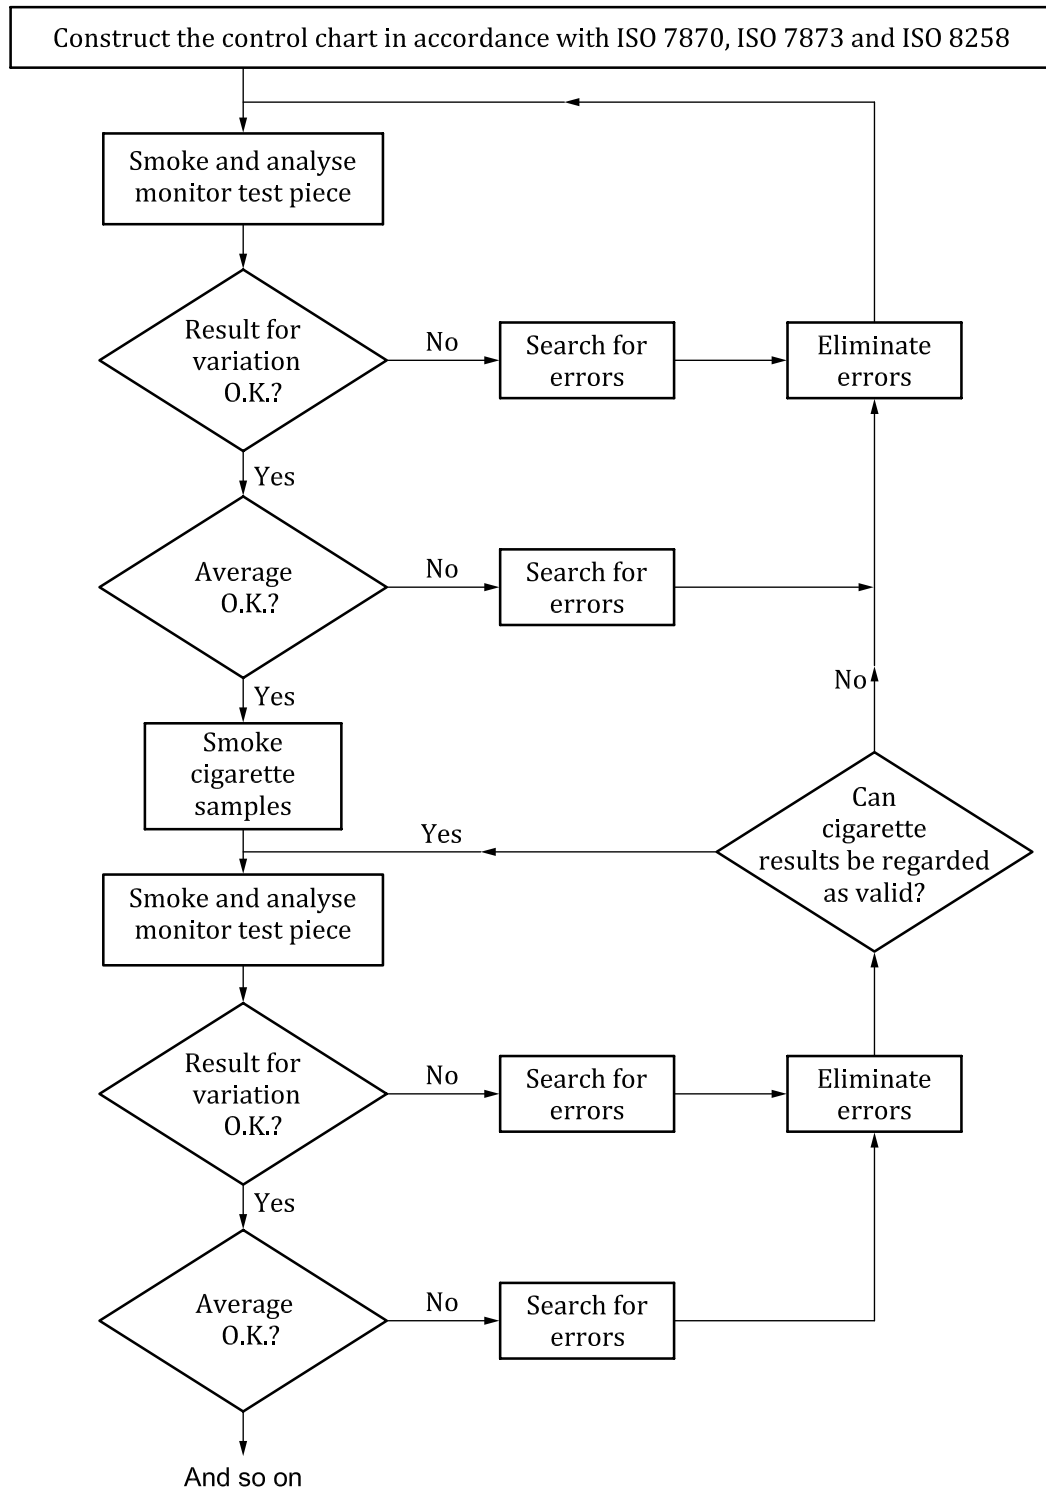 Construct the control chart in accordance with ISO 7870, ISO 7873 and ISO 8258
Smoke and analyse
monitor test piece
Result for
variation
O.K.?
No
Search for
errors
Eliminate
errors
Yes
Average
O.K.?
No
Search for
errors
Yes
No
Smoke
cigarette
samples
Can
cigarette
results be regarded
as valid?
Yes
Smoke and analyse
monitor test piece
Result for
variation
O.K.?
No
Search for
errors
Eliminate
errors
Yes
Average
O.K.?
No
Search for
errors
And so on